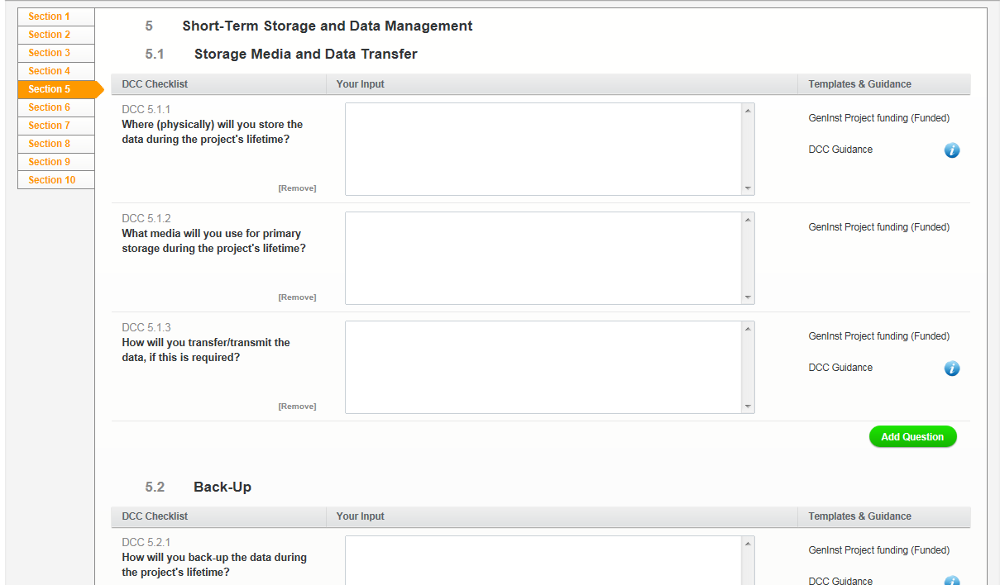 Section 1
Section 2
Section 3
Section 4
Section 5
Section 6
Section 7
Section 8
Section 9
Section 10
5 Short-Term Storage and Data Management
5.1 Storage Media and Data Transfer
DCC Checklist Your Input Templates & Guidance
DCC 5.1.1
Where (physically) will you store the
data during the project's lifetime?
[Remove]
GenInst Project funding (Funded)
DCC Guidance
DCC 5.1.2
What media will you use for primary
storage during the project's lifetime?
[Remove]
GenInst Project funding (Funded)
DCC 5.1.3
How will you transfer/transmit the
data, if this is required?
[Remove]
GenInst Project funding (Funded)
DCC Guidance
Add Question
5.2 Back-Up
DCC Checklist Your Input Templates & Guidance
DCC 5.2.1
How will you back-up the data during
the project's lifetime?
GenInst Project funding (Funded)
DCC Guidance